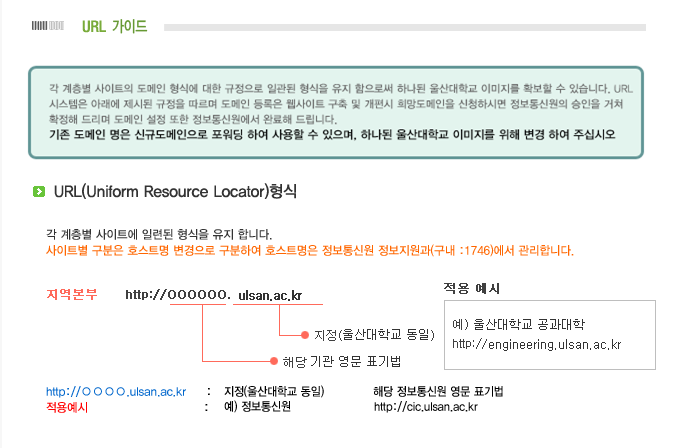 URL 가이드
각 계층별 사이트의 도메인 형식에 대한 규정으로 일관된 형식을 유지 함으로써 하나된 울산대학교 이미지를 확보할 수 있습니다. URL
시스템은 아래에 제시된 규정을 따르며 도메인 등록은 웹사이트 구축 및 개편시 희망도메인을 신청하시면 정보통신원의 승인을 거쳐
확정해 드리며 도메인 설정 또한 정보통신원에서 완료해 드립니다.
기존 도메인 명은 신규도메인으로 포워딩 하여 사용할 수 있으며, 하나된 울산대학교 이미지를 위해 변경 하여 주십시오
URL(Uniform Resource Locator)형식
각 계층별 사이트에 일련된 형식을 유지 합니다.
사이트별 구분은 호스트명 변경으로 구분하여 호스트명은 정보통신원 정보지원과(구내 :1746)에서 관리합니다.
지역본부 http://OOOOOO. ulsan.ac.kr
지정(울산대학교 동일)
해당 기관 영문 표기법
적용 예시
예) 울산대학교 공과대학
http://engineering.ulsan.ac.kr
http://OOOO.ulsan.ac.kr : 지정(울산대학교 동일) 해당 정보통신원 영문 표기법
적용예시 : 예) 정보통신원 http://cic.ulsan.ac.kr